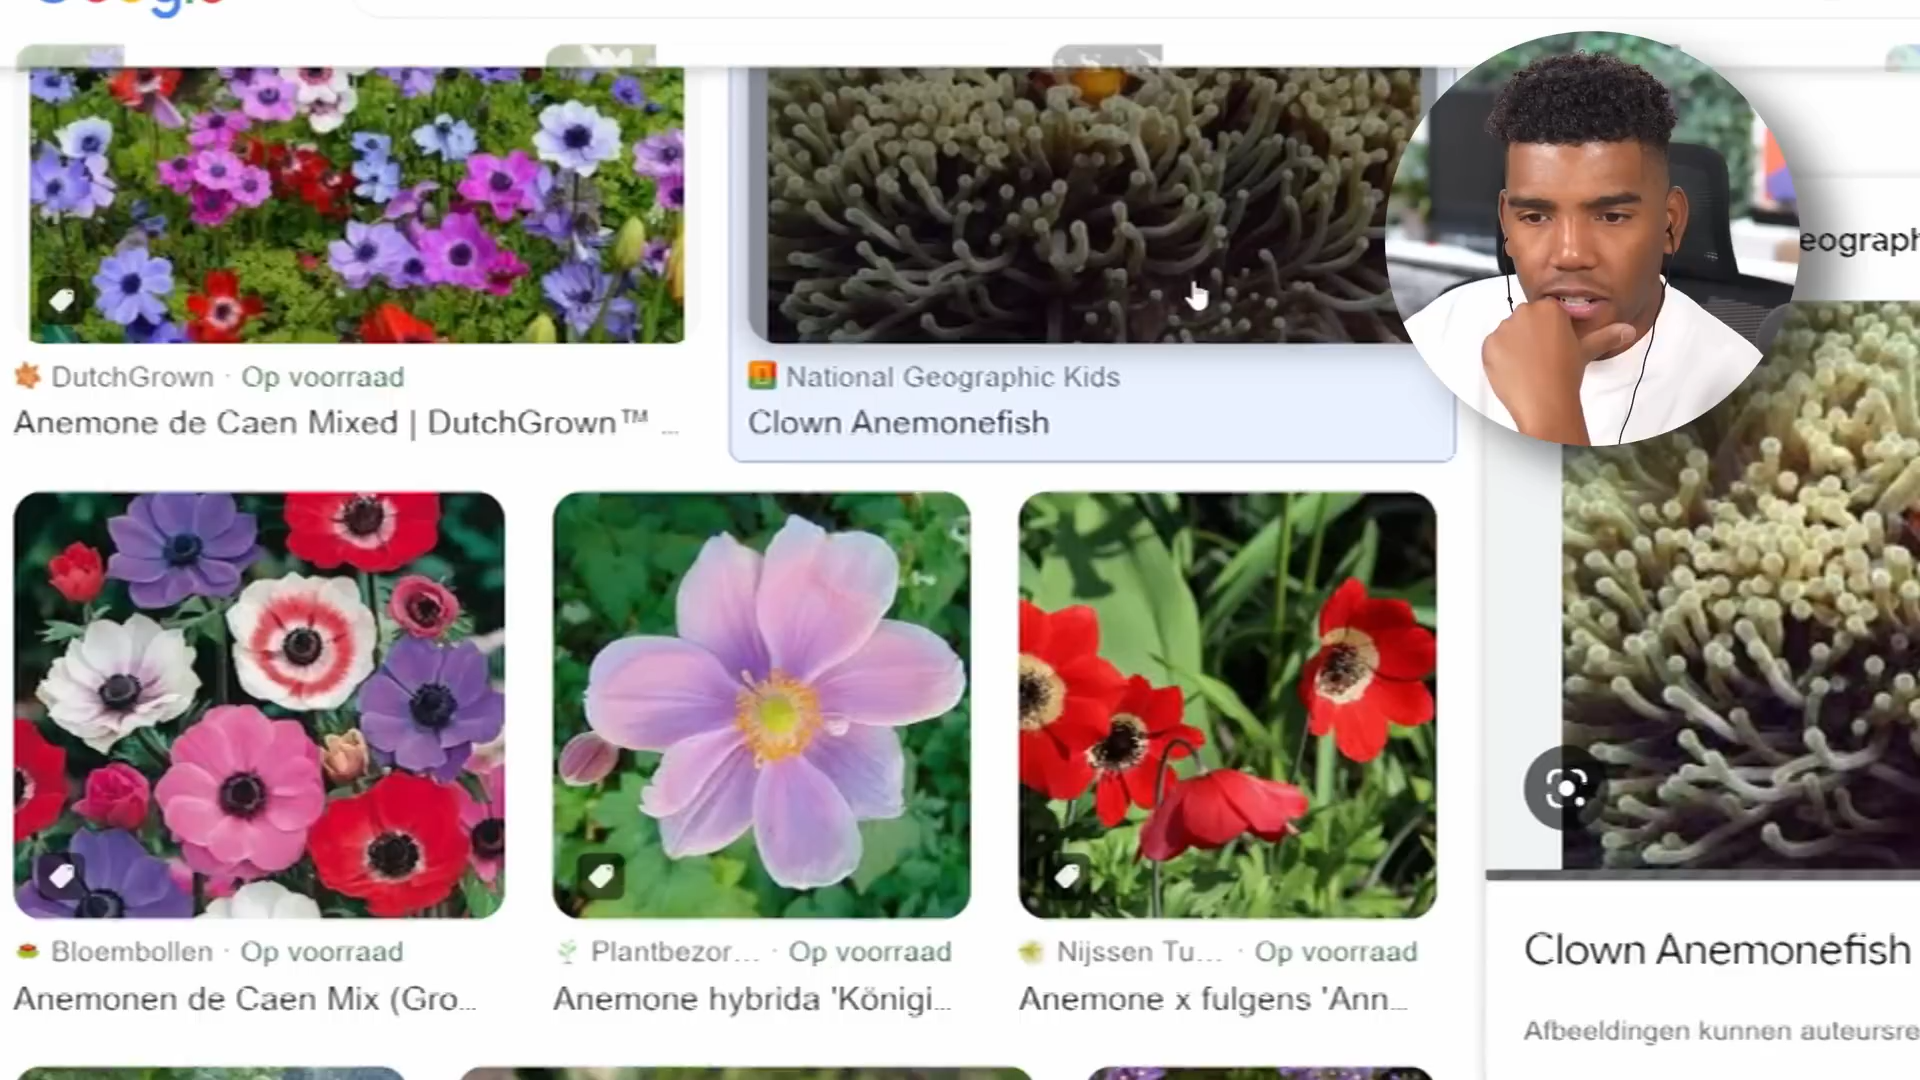 Google
eograph
DutchGrown · Op voorraad
Anemone de Caen Mixed | DutchGrown™ ...
National Geographic Kids
Clown Anemonefish
Bloembollen · Op voorraad
Anemonen de Caen Mix (Gro...
Plantbezor... · Op voorraad
Anemone hybrida 'Königi...
Nijssen Tu... · Op voorraad
Anemone x fulgens 'Ann...
Clown Anemonefish
Afbeeldingen kunnen auteursre